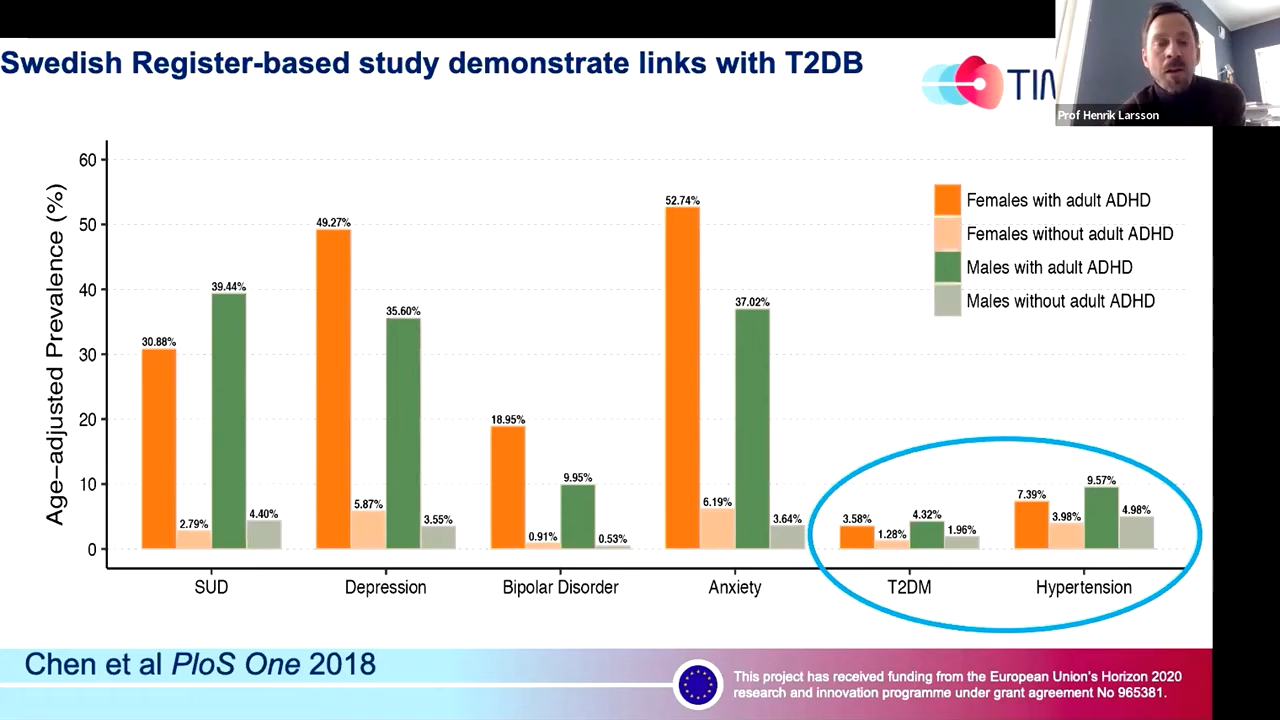 Swedish Register-based study demonstrate links with T2DB
Prof Henrik Larsson
Age-adjusted Prevalence (%)
60
50
40
30
20
10
0
Females with adult ADHD
Females without adult ADHD
Males with adult ADHD
Males without adult ADHD
30.88%
2.79%
39.44%
4.40%
49.27%
5.87%
35.60%
3.55%
18.95%
0.91%
9.95%
0.53%
52.74%
6.19%
37.02%
3.64%
3.58%
1.28%
4.32%
1.96%
7.39%
3.98%
9.57%
4.98%
SUD
Depression
Bipolar Disorder
Anxiety
T2DM
Hypertension
Chen et al PloS One 2018
This project has received funding from the European Union's Horizon 2020
research and innovation programme under grant agreement No 965381.